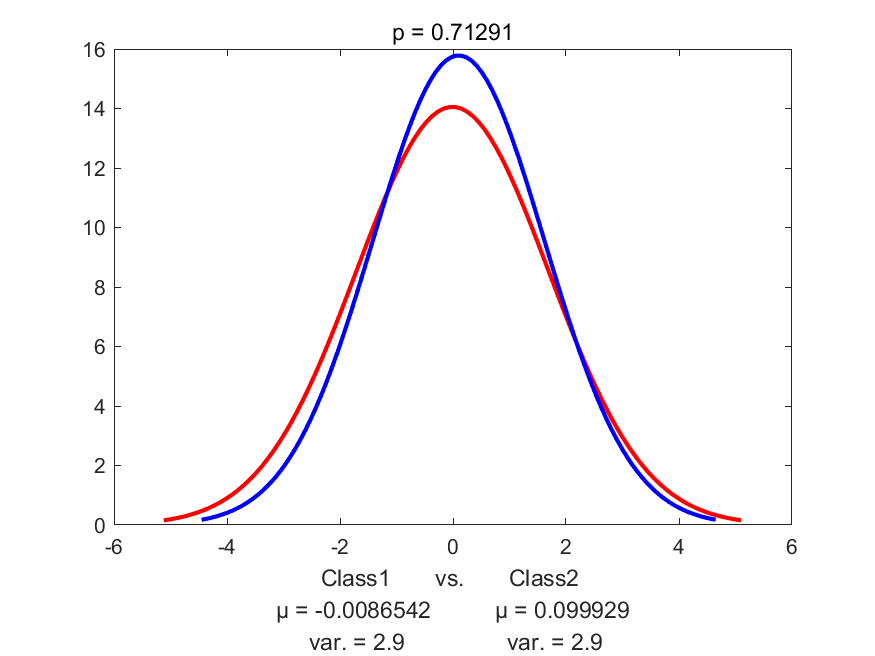 p = 0.71291
16
14
12
10
8
6
4
2
0
-6 -4 -2 0 2 4 6
Class1 vs. Class2
μ = -0.0086542 μ = 0.099929
var. = 2.9 var. = 2.9